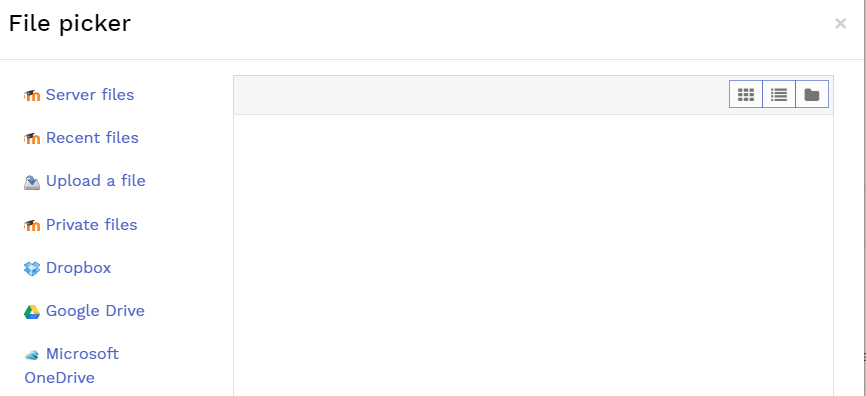 File picker
×
Server files
Recent files
Upload a file
Private files
Dropbox
Google Drive
Microsoft
OneDrive